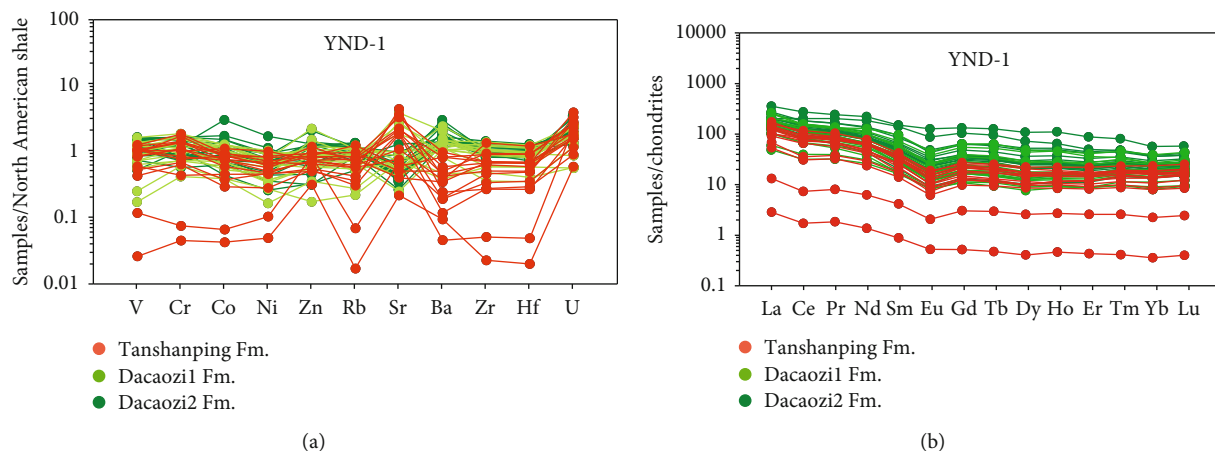 YND-1
Samples/North American shale
100
10
1
0.1
0.01
V Cr Co Ni Zn Rb Sr Ba Zr Hf U
Tanshanping Fm.
Dacaozi1 Fm.
Dacaozi2 Fm.
(a)
YND-1
Samples/chondrites
10000
1000
100
10
1
0.1
La Ce Pr Nd Sm Eu Gd Tb Dy Ho Er Tm Yb Lu
Tanshanping Fm.
Dacaozi1 Fm.
Dacaozi2 Fm.
(b)